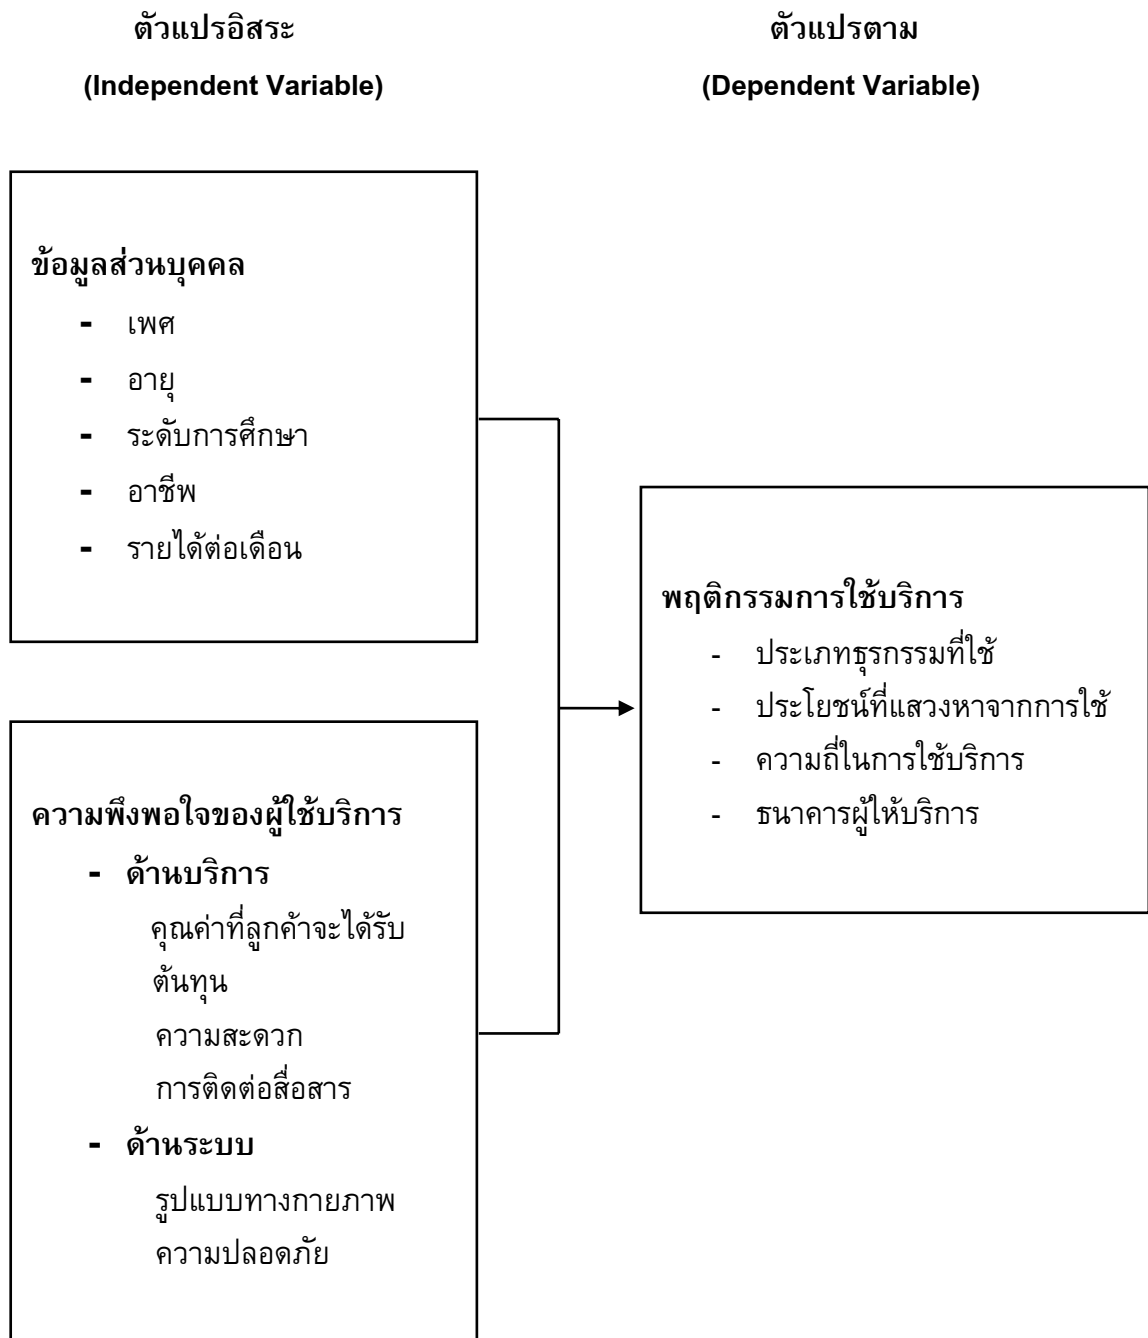 ตัวแปรอิสระ
(Independent Variable)
ตัวแปรตาม
(Dependent Variable)
ข้อมูลส่วนบุคคล
- เพศ
- อายุ
- ระดับการศึกษา
- อาชีพ
- รายได้ต่อเดือน
ความพึงพอใจของผู้ใช้บริการ
- ด้านบริการ
คุณค่าที่ลูกค้าจะได้รับ
ต้นทุน
ความสะดวก
การติดต่อสื่อสาร
- ด้านระบบ
รูปแบบทางกายภาพ
ความปลอดภัย
พฤติกรรมการใช้บริการ
- ประเภทธุรกรรมที่ใช้
- ประโยชน์ที่แสวงหาจากการใช้
- ความถี่ในการใช้บริการ
- ธนาคารผู้ให้บริการ